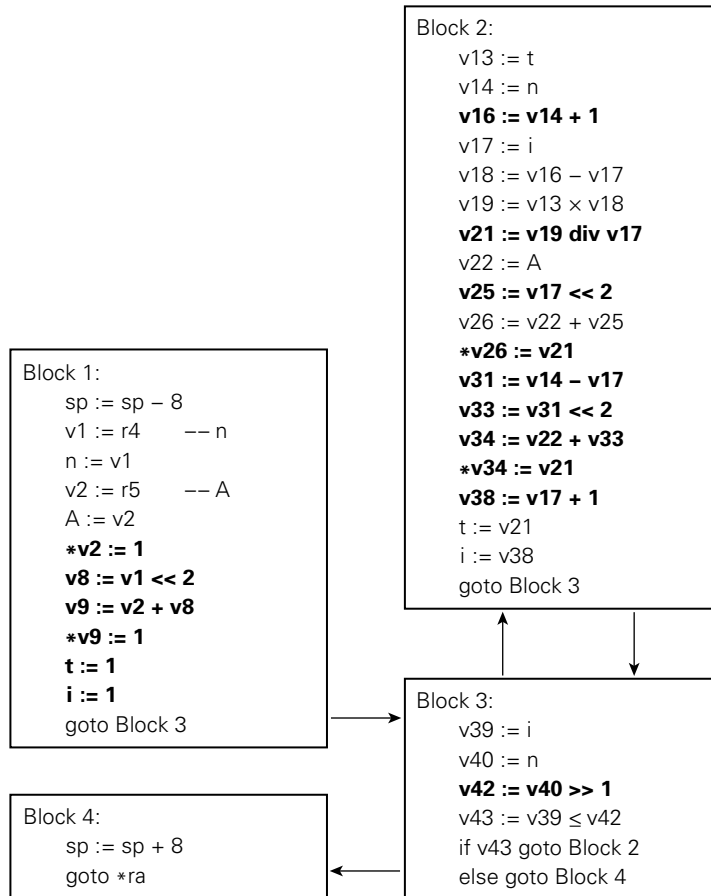 Block 1:
sp := sp – 8
v1 := r4 –– n
n := v1
v2 := r5 –– A
A := v2
*v2 := 1
v8 := v1 << 2
v9 := v2 + v8
*v9 := 1
t := 1
i := 1
goto Block 3
Block 2:
v13 := t
v14 := n
v16 := v14 + 1
v17 := i
v18 := v16 – v17
v19 := v13 × v18
v21 := v19 div v17
v22 := A
v25 := v17 << 2
v26 := v22 + v25
*v26 := v21
v31 := v14 – v17
v33 := v31 << 2
v34 := v22 + v33
*v34 := v21
v38 := v17 + 1
t := v21
i := v38
goto Block 3
Block 3:
v39 := i
v40 := n
v42 := v40 >> 1
v43 := v39 ≤ v42
if v43 goto Block 2
else goto Block 4
Block 4:
sp := sp + 8
goto *ra